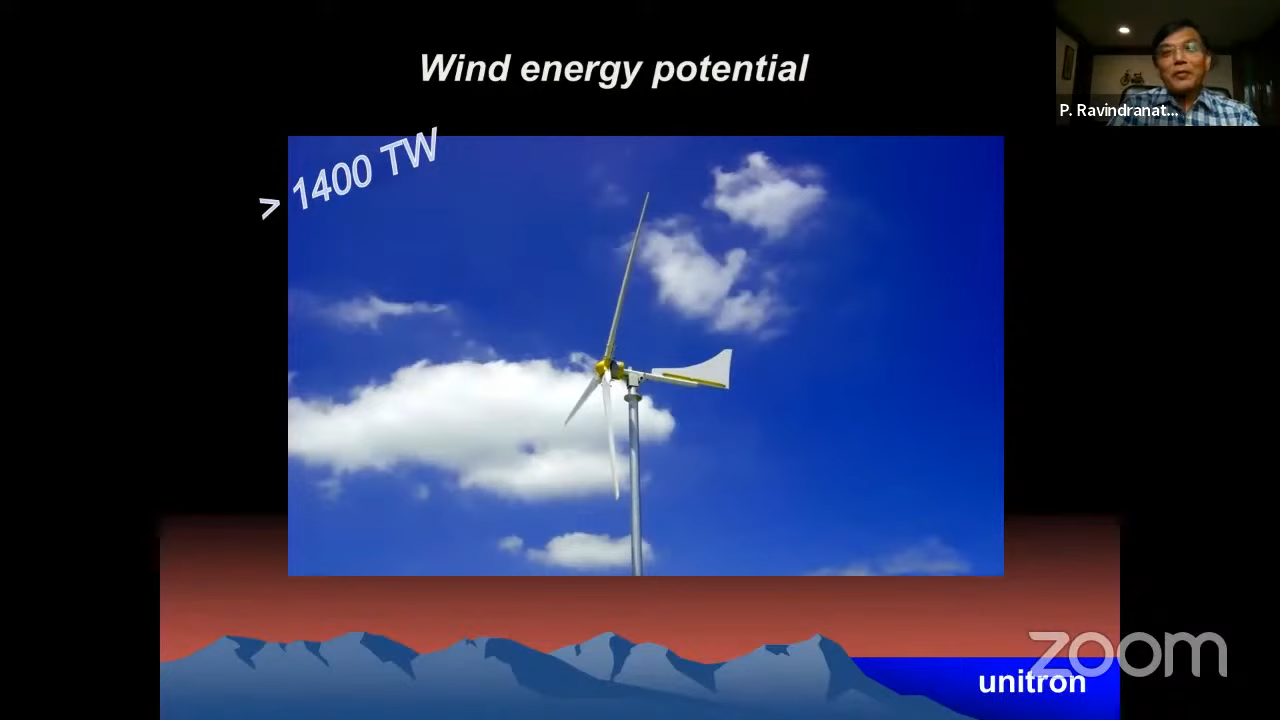 Wind energy potential
P. Ravindranat...
> 1400 TW
zoom
unitron